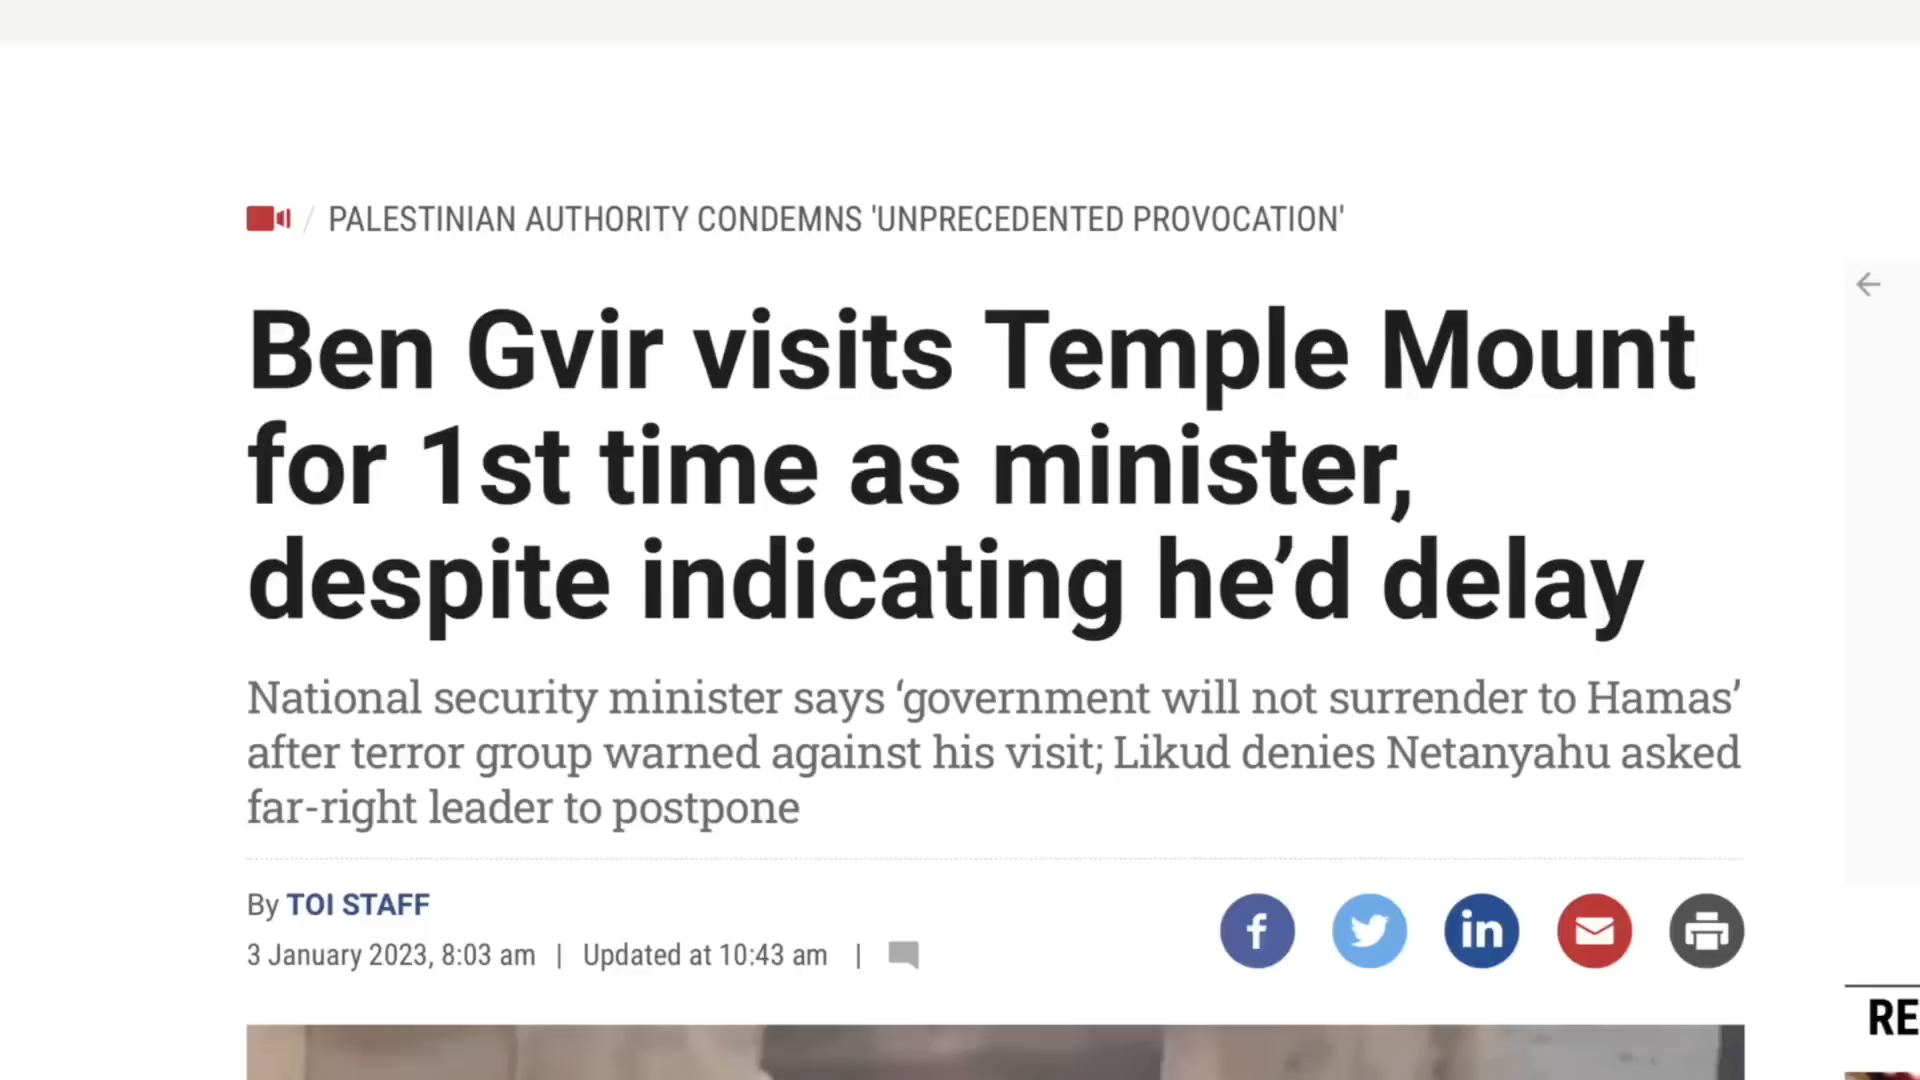 PALESTINIAN AUTHORITY CONDEMNS 'UNPRECEDENTED PROVOCATION'
Ben Gvir visits Temple Mount
for 1st time as minister,
despite indicating he’d delay
National security minister says ‘government will not surrender to Hamas’
after terror group warned against his visit; Likud denies Netanyahu asked
far-right leader to postpone
By TOI STAFF
3 January 2023, 8:03 am | Updated at 10:43 am |
f
in
RE